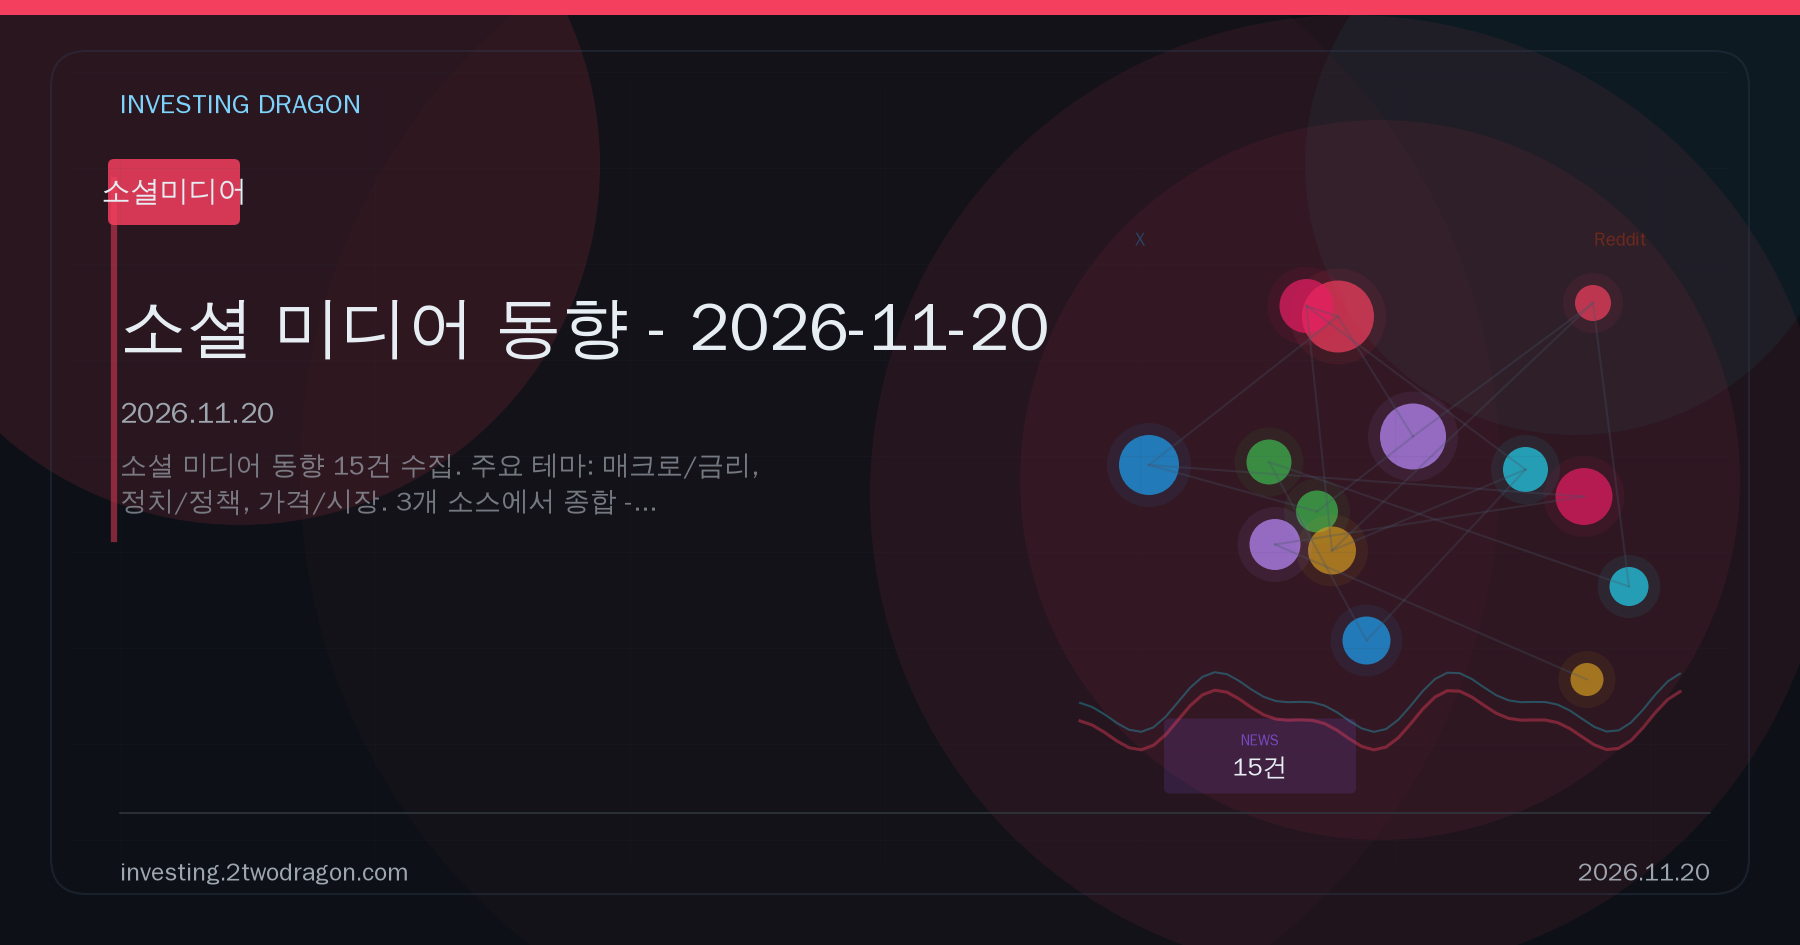 INVESTING DRAGON
소셜미디어
소셜 미디어 동향 - 2026-11-20
2026.11.20
소셜 미디어 동향 15건 수집. 주요 테마: 매크로/금리,
정치/정책, 가격/시장. 3개 소스에서 종합 -...
X
Reddit
NEWS
15건
investing.2twodragon.com
2026.11.20